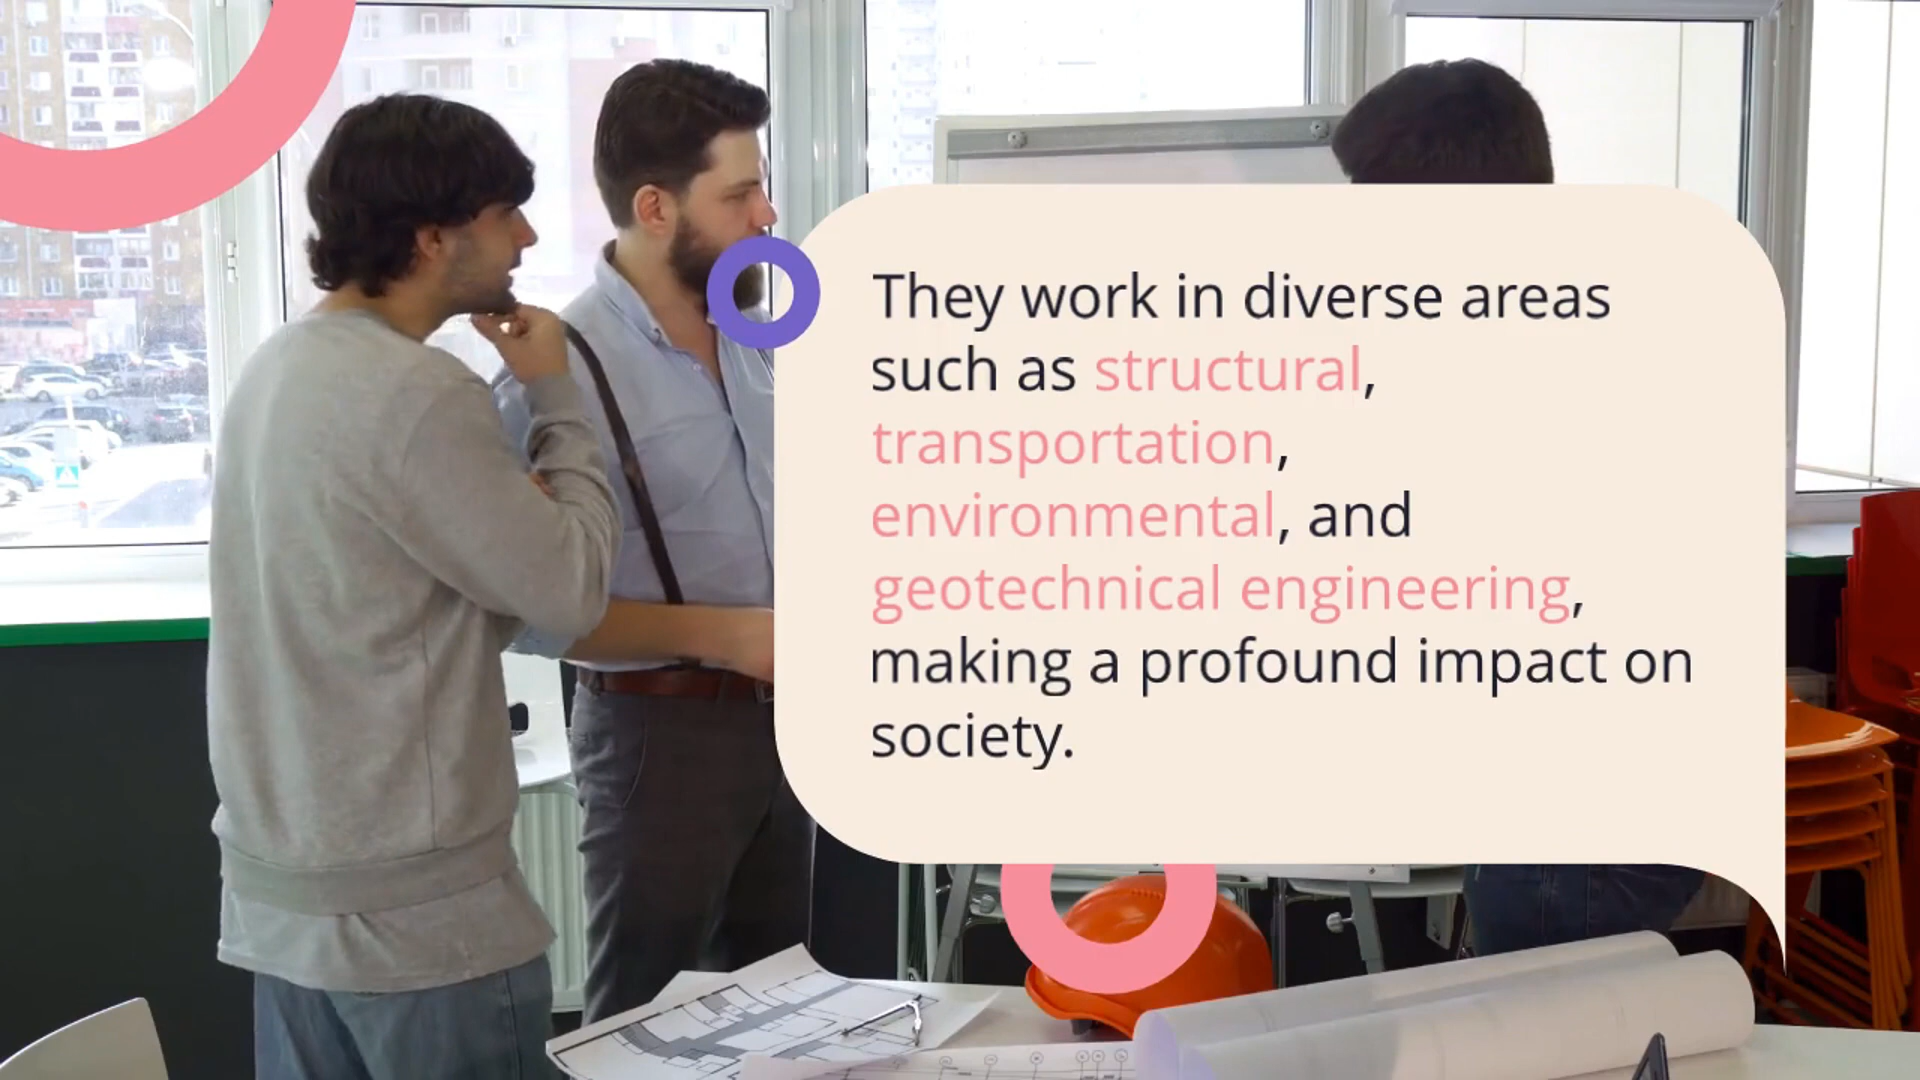 They work in diverse areas
such as structural,
transportation,
environmental, and
geotechnical engineering,
making a profound impact on
society.